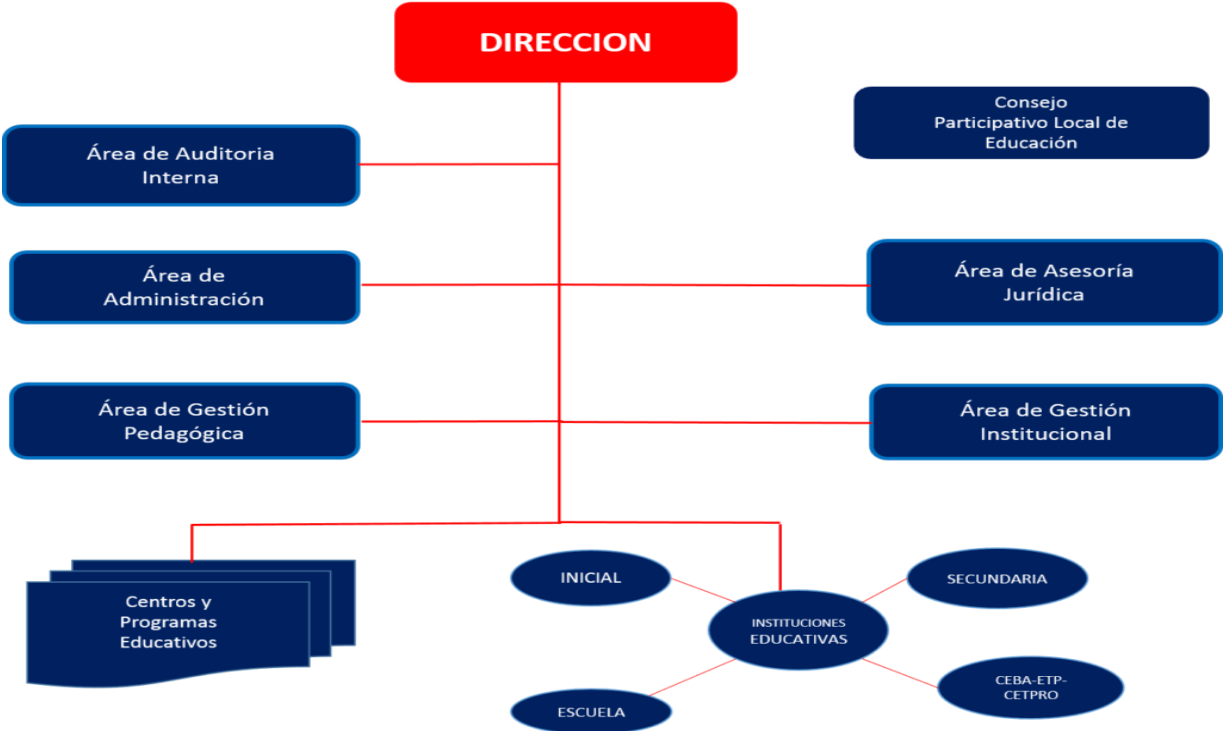 DIRECCION
Consejo
Participativo Local de
Educación
Área de Auditoria
Interna
Área de
Administración
Área de Asesoría
Jurídica
Área de Gestión
Pedagógica
Área de Gestión
Institucional
Centros y
Programas
Educativos
INICIAL
SECUNDARIA
INSTITUCIONES
EDUCATIVAS
ESCUELA
CEBA-ETP-
CETPRO